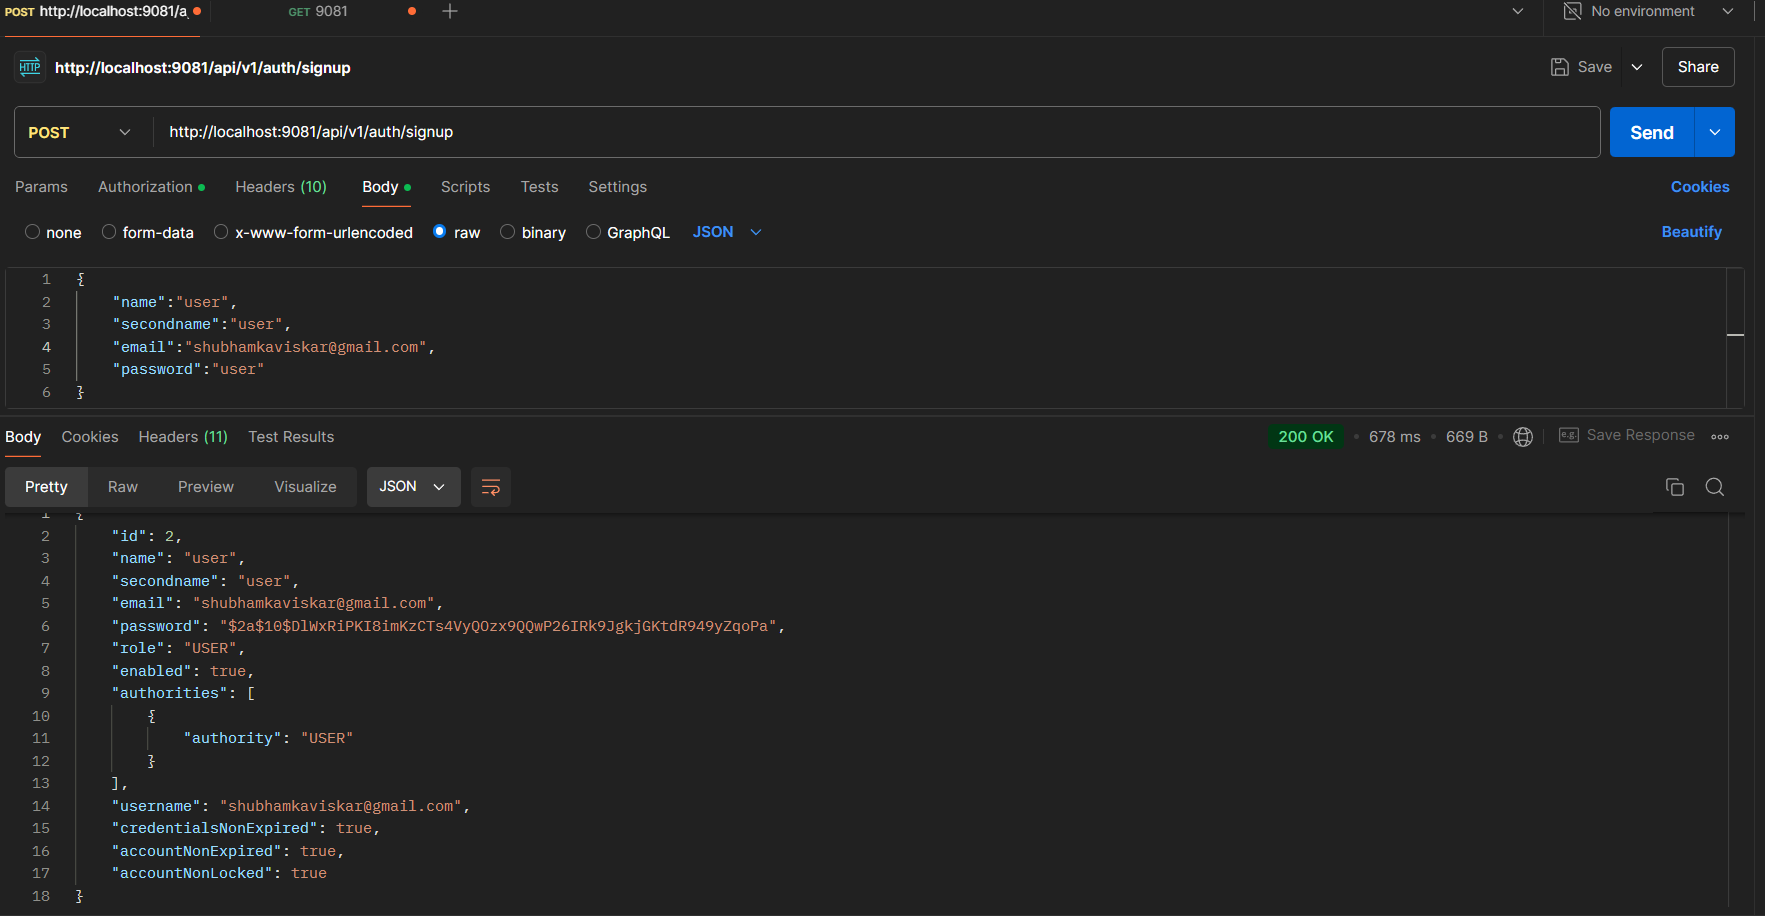 POST http://localhost:9081/a
GET 9081
No environment
HTTP http://localhost:9081/api/v1/auth/signup
Save
Share
POST
http://localhost:9081/api/v1/auth/signup
Send
Params Authorization Headers (10) Body Scripts Tests Settings Cookies
none form-data x-www-form-urlencoded raw binary GraphQL JSON Beautify
1 {
2 "name":"user",
3 "secondname":"user",
4 "email":"shubhamkaviskar@gmail.com",
5 "password":"user"
6 }
Body Cookies Headers (11) Test Results 200 OK • 678 ms • 669 B • e.g. Save Response
Pretty Raw Preview Visualize JSON
1 {
2 "id": 2,
3 "name": "user",
4 "secondname": "user",
5 "email": "shubhamkaviskar@gmail.com",
6 "password": "$2a$10$DlWxRiPKI8imKzCTs4VyQOzx9QQwP26IRk9JgkjGKtdR949yZqoPa",
7 "role": "USER",
8 "enabled": true,
9 "authorities": [
10 {
11 "authority": "USER"
12 }
13 ],
14 "username": "shubhamkaviskar@gmail.com",
15 "credentialsNonExpired": true,
16 "accountNonExpired": true,
17 "accountNonLocked": true
18 }